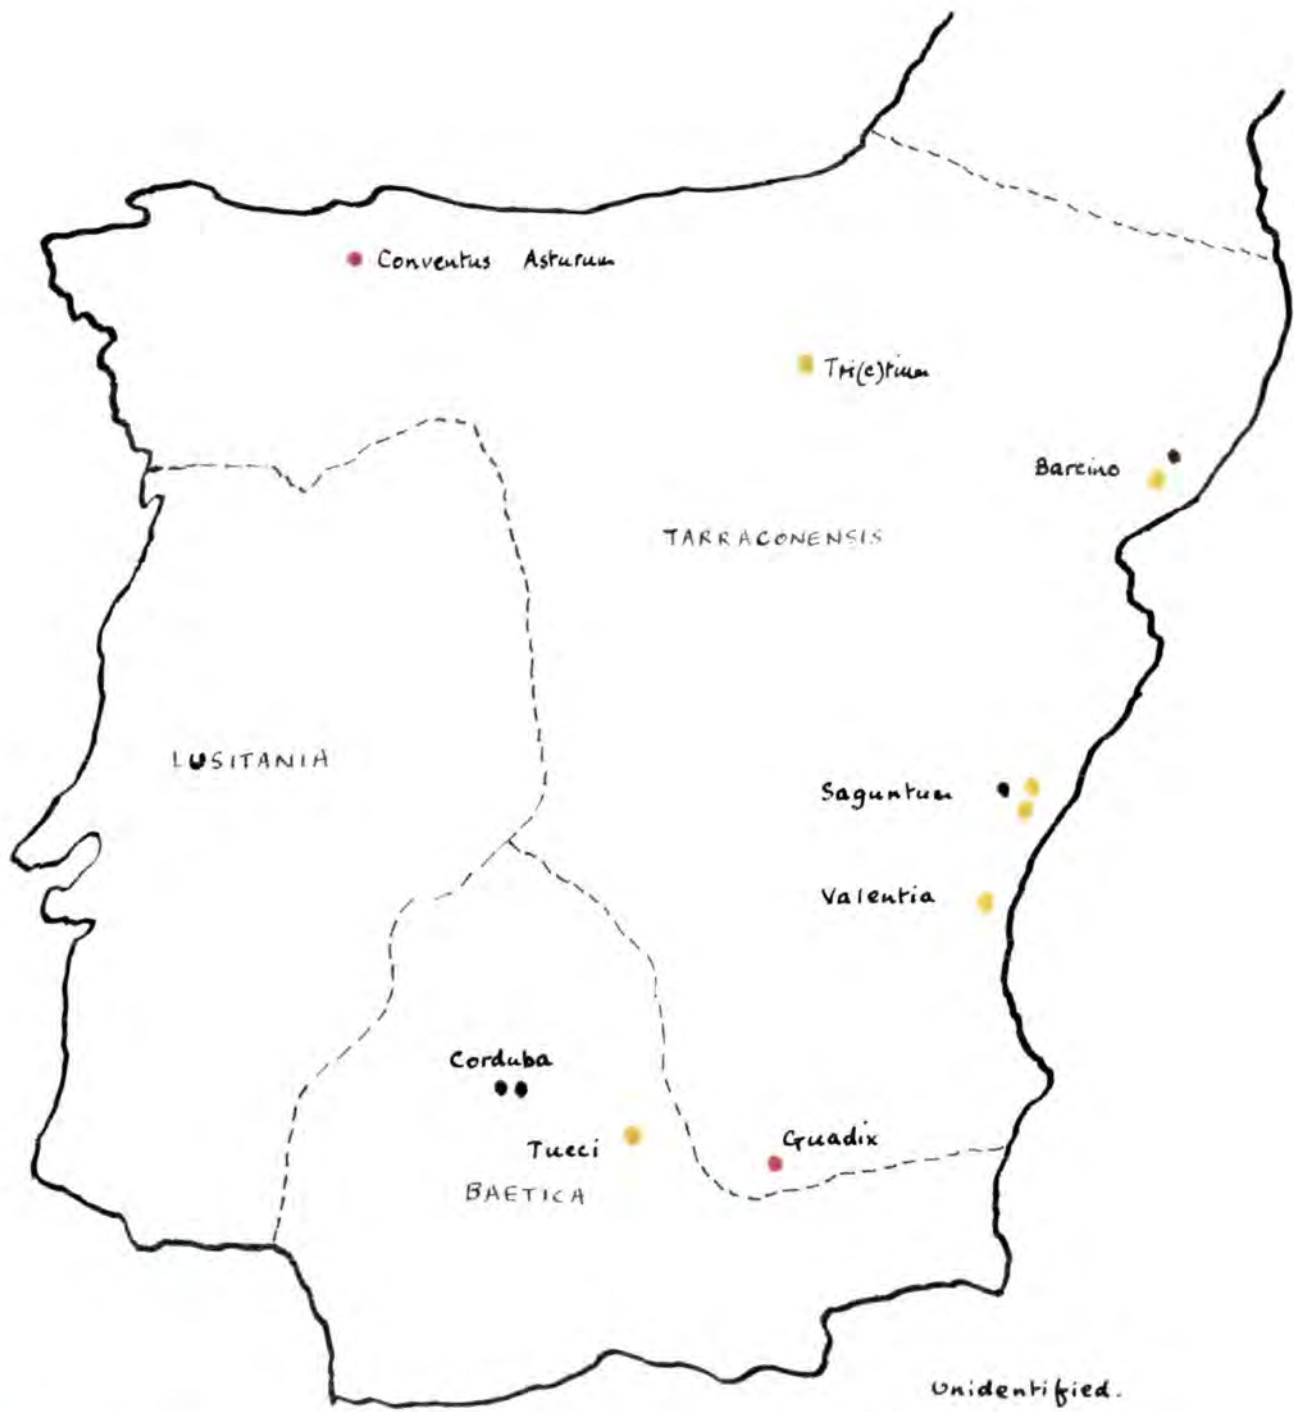 Conventus Asturum
Tri(c)tium
Barcino
TARRACONENSIS
LUSITANIA
Saguntum
Valentia
Corduba
Guadix
Tucci
BAETICA
Unidentified.